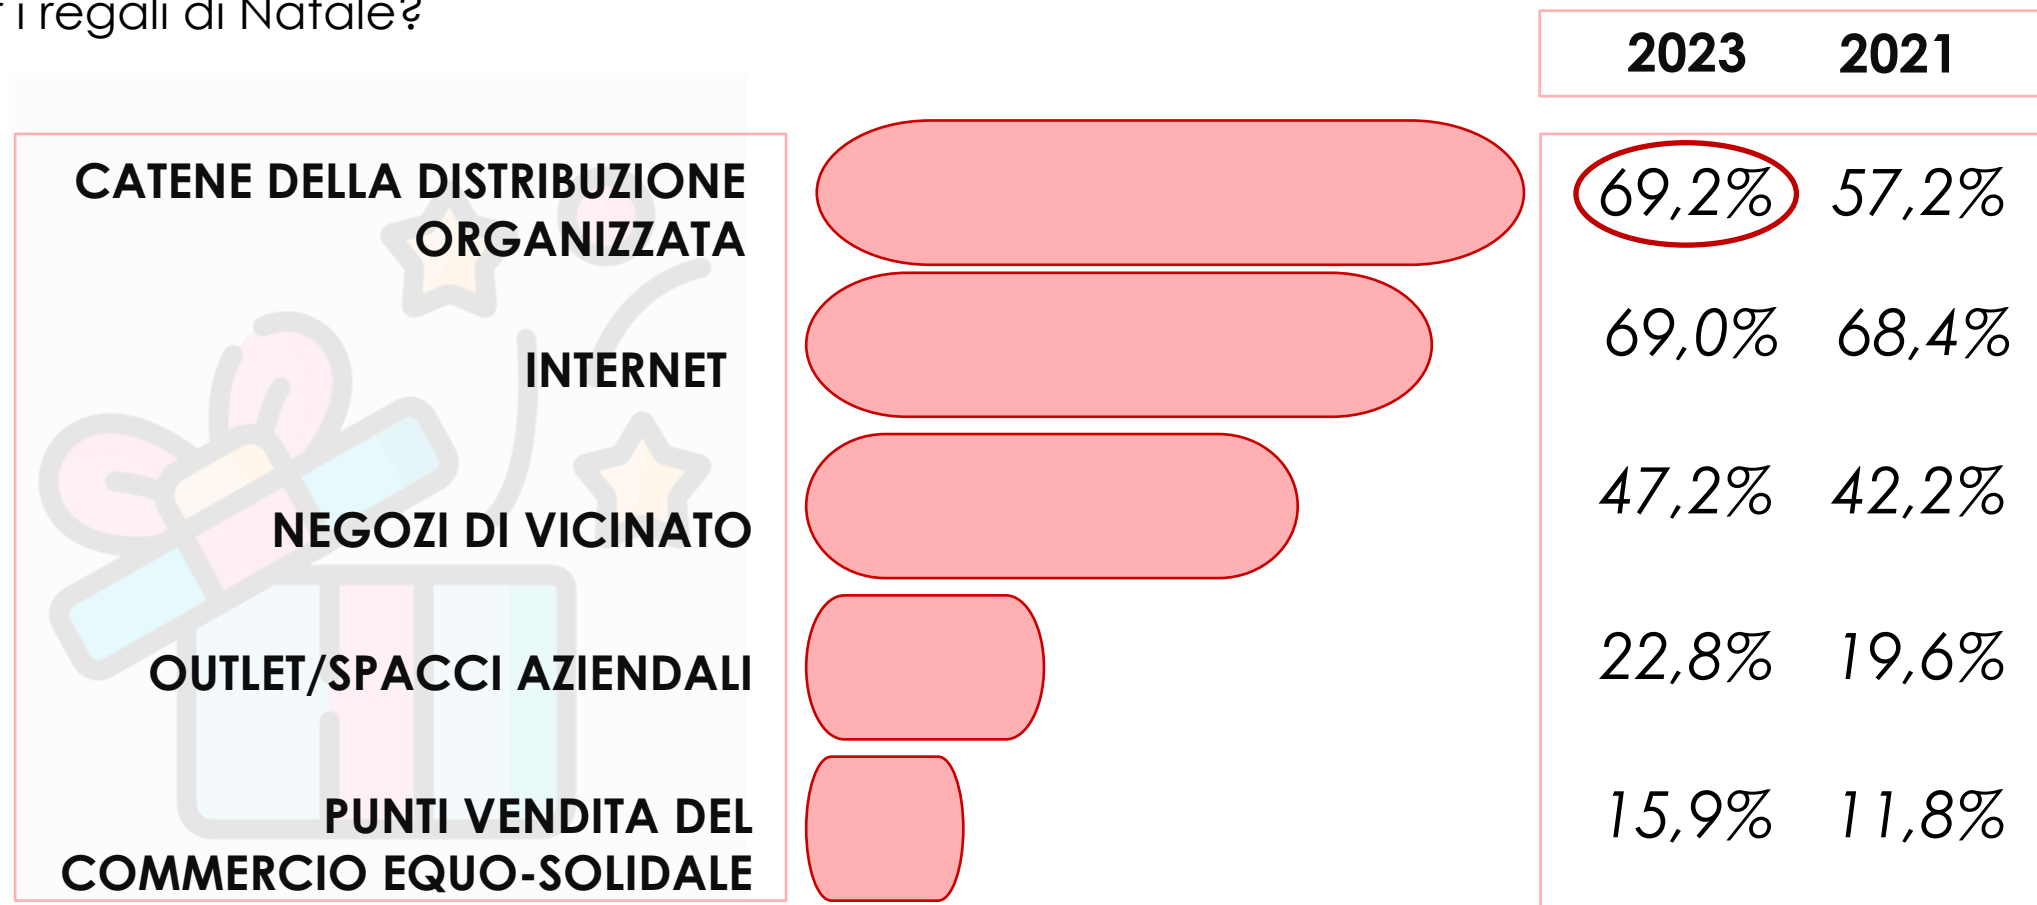 i regali di Natale?
2023 2021
CATENE DELLA DISTRIBUZIONE
ORGANIZZATA
69,2% 57,2%
INTERNET
69,0% 68,4%
NEGOZI DI VICINATO
47,2% 42,2%
OUTLET/SPACCI AZIENDALI
22,8% 19,6%
PUNTI VENDITA DEL
COMMERCIO EQUO-SOLIDALE
15,9% 11,8%